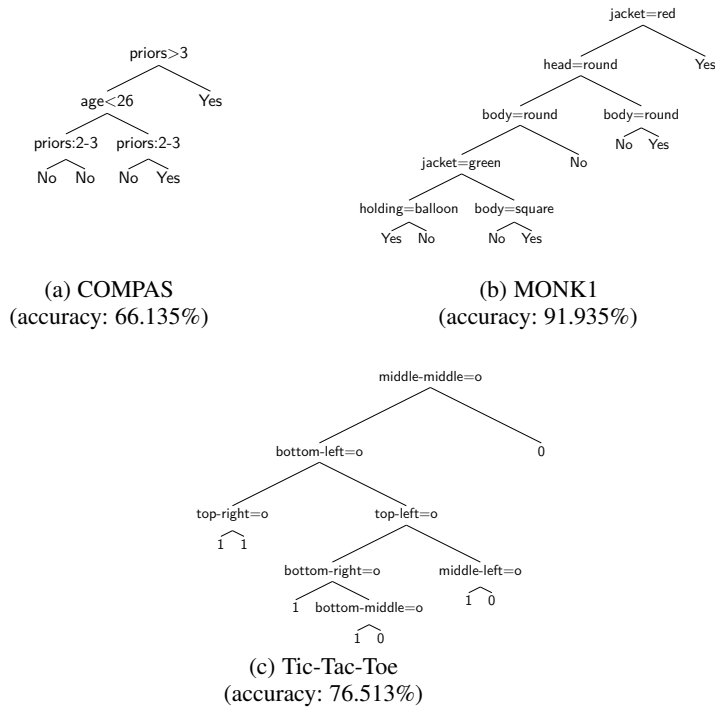 priors>3
age<26
Yes
priors:2-3
priors:2-3
No
No
No
Yes
(a) COMPAS
(accuracy: 66.135%)
jacket=red
head=round
Yes
body=round
body=round
jacket=green
No
No
Yes
holding=balloon
body=square
Yes
No
No
Yes
(b) MONK1
(accuracy: 91.935%)
middle-middle=o
bottom-left=o
0
top-right=o
top-left=o
1
1
bottom-right=o
middle-left=o
1
bottom-middle=o
1
0
1
0
(c) Tic-Tac-Toe
(accuracy: 76.513%)